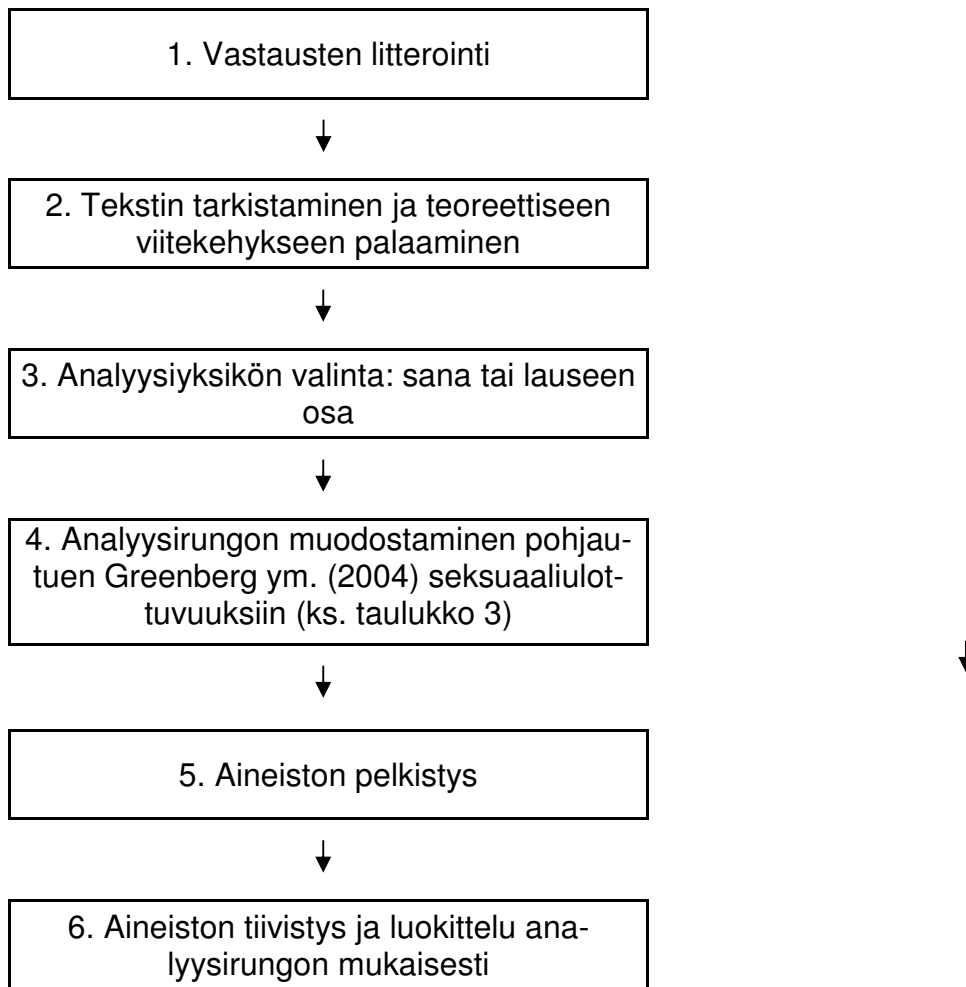 1. Vastausten litterointi
2. Tekstin tarkistaminen ja teoreettiseen
viitekehykseen palaaminen
3. Analyysiyksikön valinta: sana tai lauseen
osa
4. Analyysirungon muodostaminen pohjau-
tuen Greenberg ym. (2004) seksuaaliulot-
tuvuuksiin (ks. taulukko 3)
5. Aineiston pelkistys
6. Aineiston tiivistys ja luokittelu ana-
lyysirungon mukaisesti